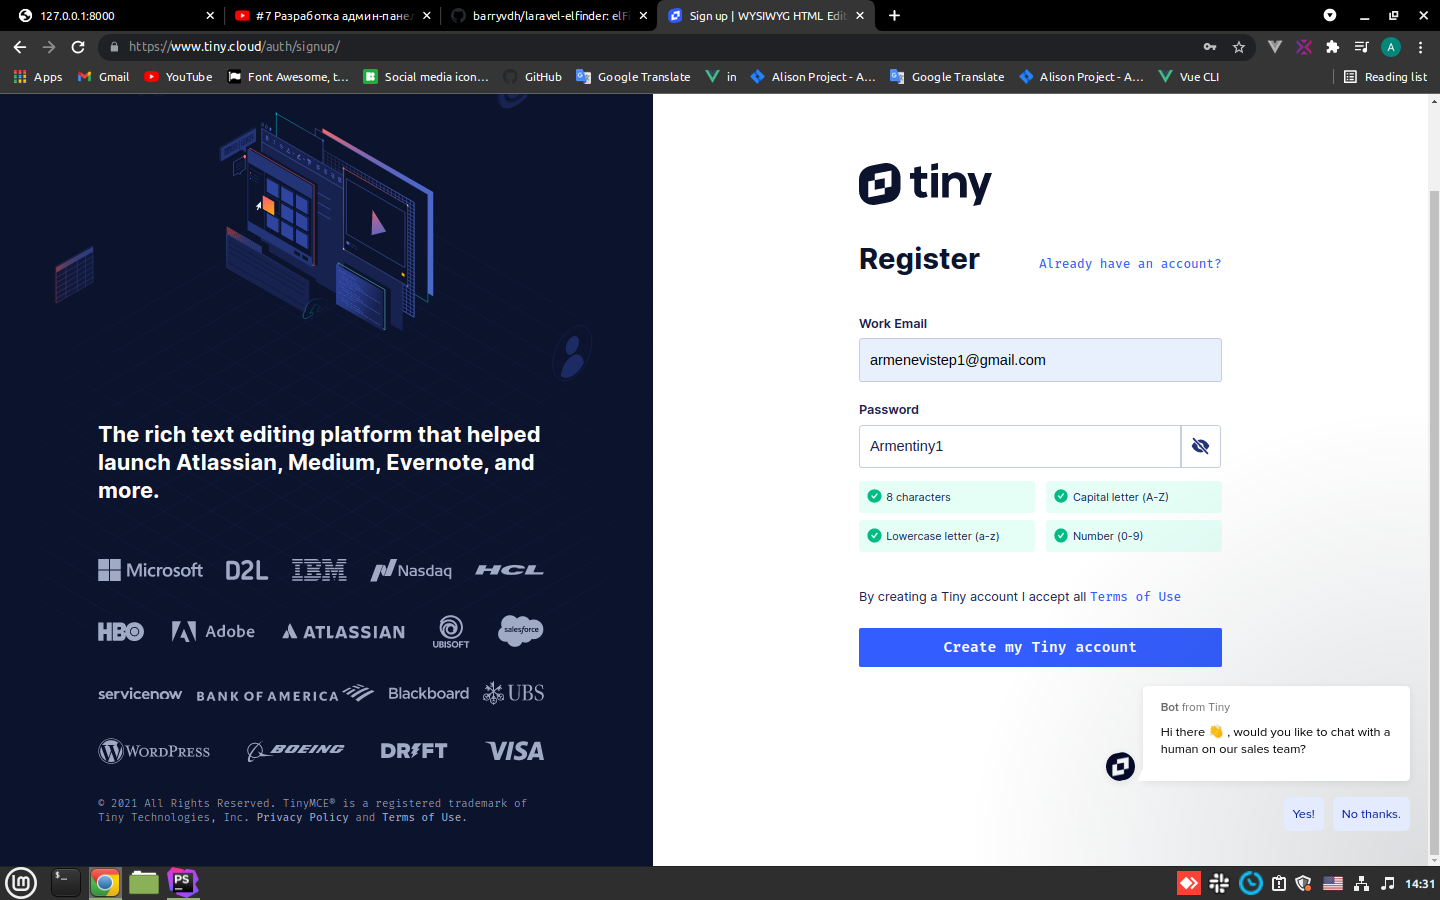 127.0.0.1:8000
#7 Разработка админ-пане
barryvdh/laravel-elfinder: elFi
Sign up | WYSIWYG HTML Edit
https://www.tiny.cloud/auth/signup/
A
Apps
Gmail
YouTube
Font Awesome, t...
Social media icon...
GitHub
Google Translate
in
Alison Project - A...
Google Translate
Alison Project - A...
Vue CLI
Reading list
The rich text editing platform that helped
launch Atlassian, Medium, Evernote, and
more.
Microsoft D2L IBM Nasdaq HCL
HBO Adobe ATLASSIAN UBISOFT salesforce
servicenow BANK OF AMERICA Blackboard UBS
WORDPRESS BOEING DRIFT VISA
© 2021 All Rights Reserved. TinyMCE® is a registered trademark of
Tiny Technologies, Inc. Privacy Policy and Terms of Use.
tiny
Register
Already have an account?
Work Email
armenevistep1@gmail.com
Password
Armentiny1
8 characters
Capital letter (A-Z)
Lowercase letter (a-z)
Number (0-9)
By creating a Tiny account I accept all Terms of Use
Create my Tiny account
Bot from Tiny
Hi there 👋 , would you like to chat with a
human on our sales team?
Yes!
No thanks.
lm
$_
PS
14:31